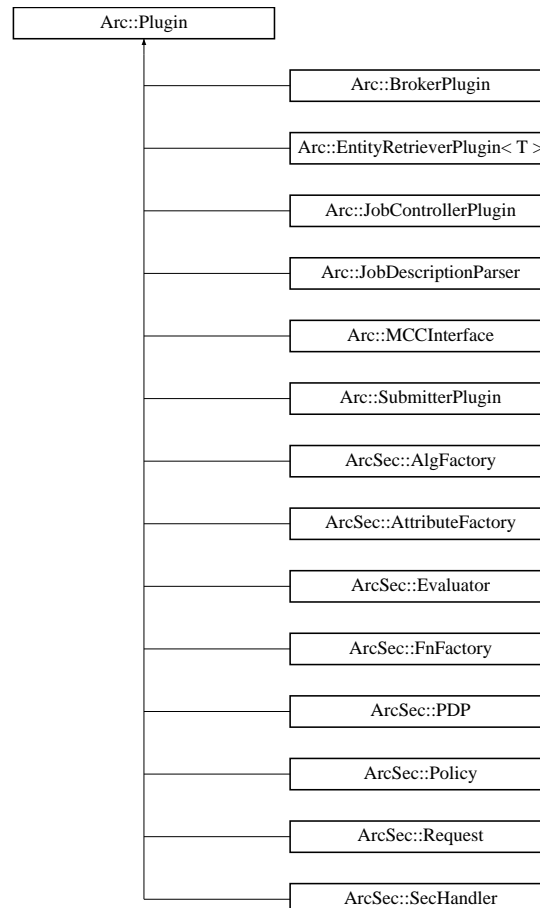 Arc::Plugin
Arc::BrokerPlugin
Arc::EntityRetrieverPlugin< T >
Arc::JobControllerPlugin
Arc::JobDescriptionParser
Arc::MCCInterface
Arc::SubmitterPlugin
ArcSec::AlgFactory
ArcSec::AttributeFactory
ArcSec::Evaluator
ArcSec::FnFactory
ArcSec::PDP
ArcSec::Policy
ArcSec::Request
ArcSec::SecHandler